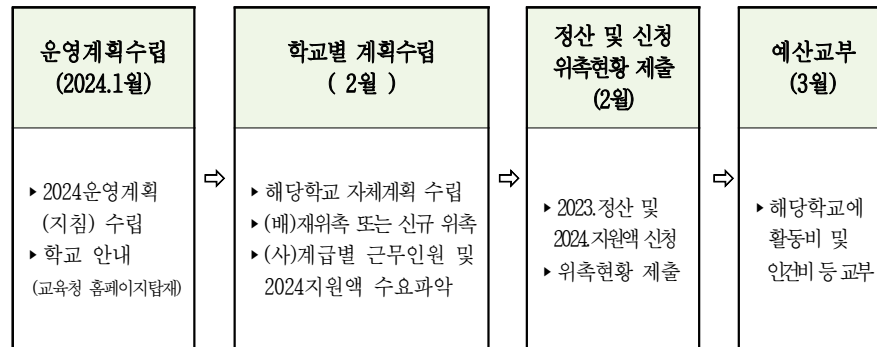 운영계획수립
(2024.1월)
▸2024운영계획
(지침) 수립
▸학교 안내
(교육청 홈페이지탑재)
⇨
학교별 계획수립
( 2월 )
▸해당학교 자체계획 수립
▸(배)재위촉 또는 신규 위촉
▸(사)계급별 근무인원 및
2024지원액 수요파악
⇨
정산 및 신청
위촉현황 제출
(2월)
▸2023.정산 및
2024.지원액 신청
▸위촉현황 제출
⇨
예산교부
(3월)
▸해당학교에
활동비 및
인건비 등 교부